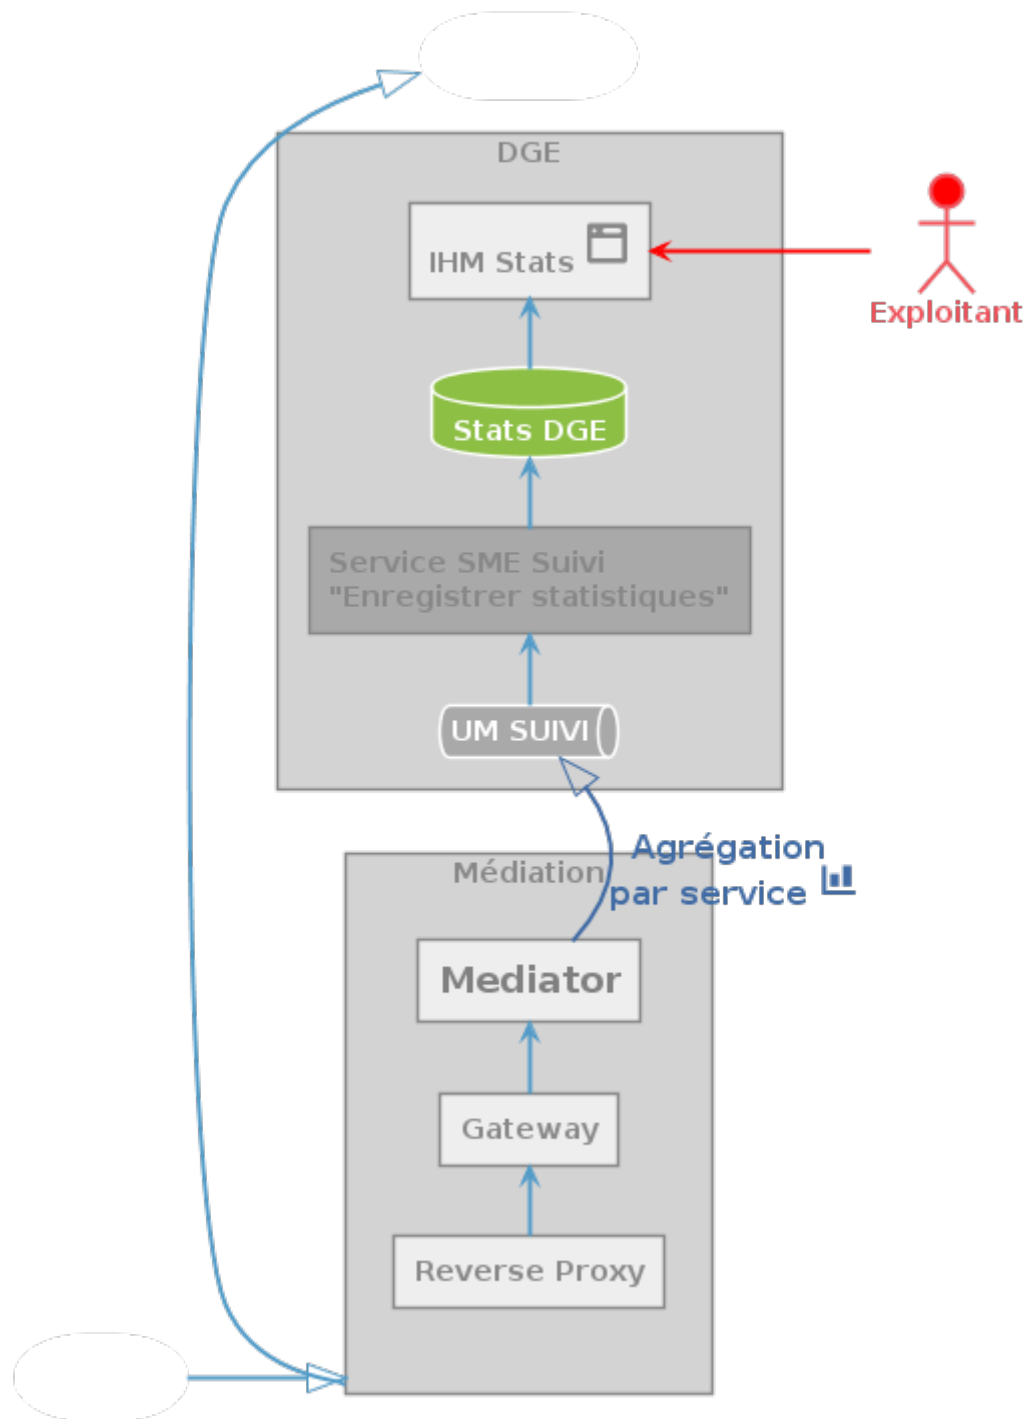 DGE
IHM Stats
Exploitant
Stats DGE
Service SME Suivi
"Enregistrer statistiques"
UM SUIVI
Agrégation
par service
Médiation
Mediator
Gateway
Reverse Proxy